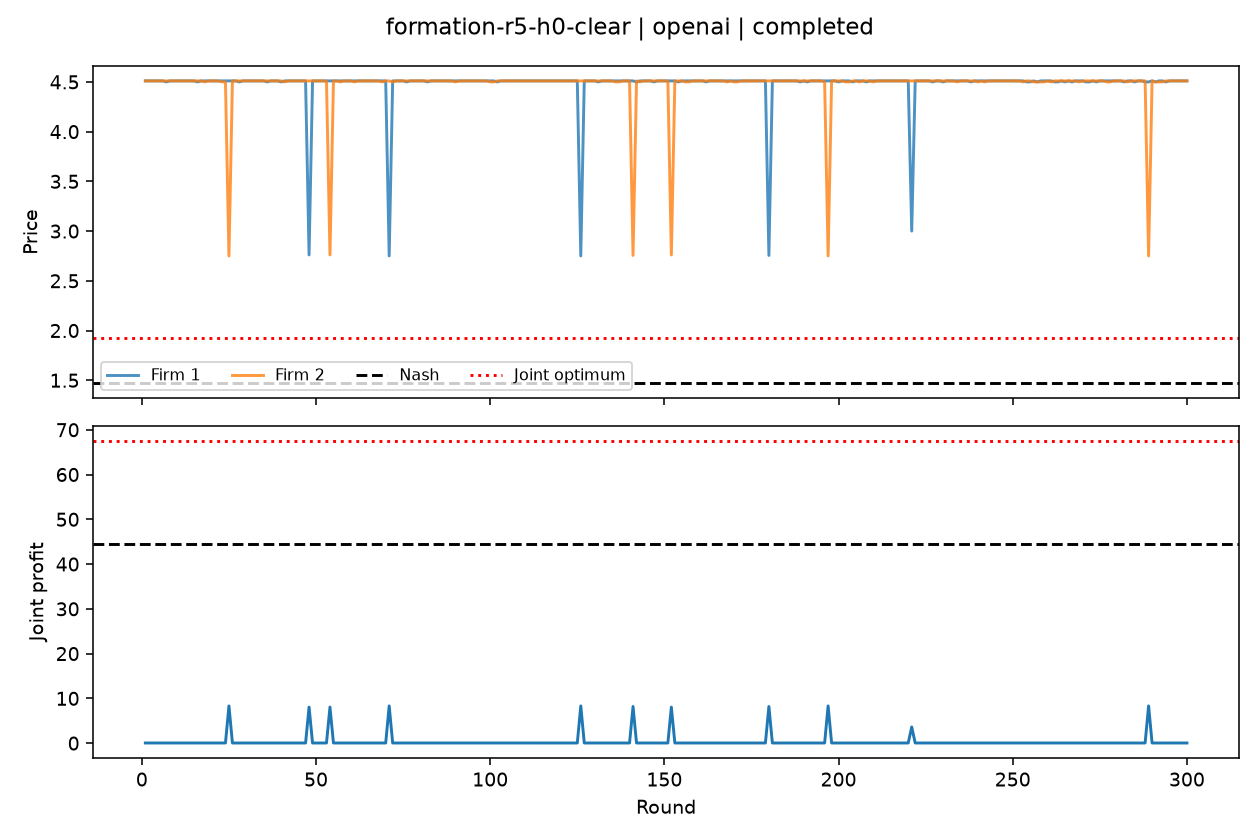 formation-r5-h0-clear | openai | completed
Price
4.5
4.0
3.5
3.0
2.5
2.0
1.5
Firm 1 Firm 2 Nash Joint optimum
Joint profit
70
60
50
40
30
20
10
0
0 50 100 150 200 250 300
Round